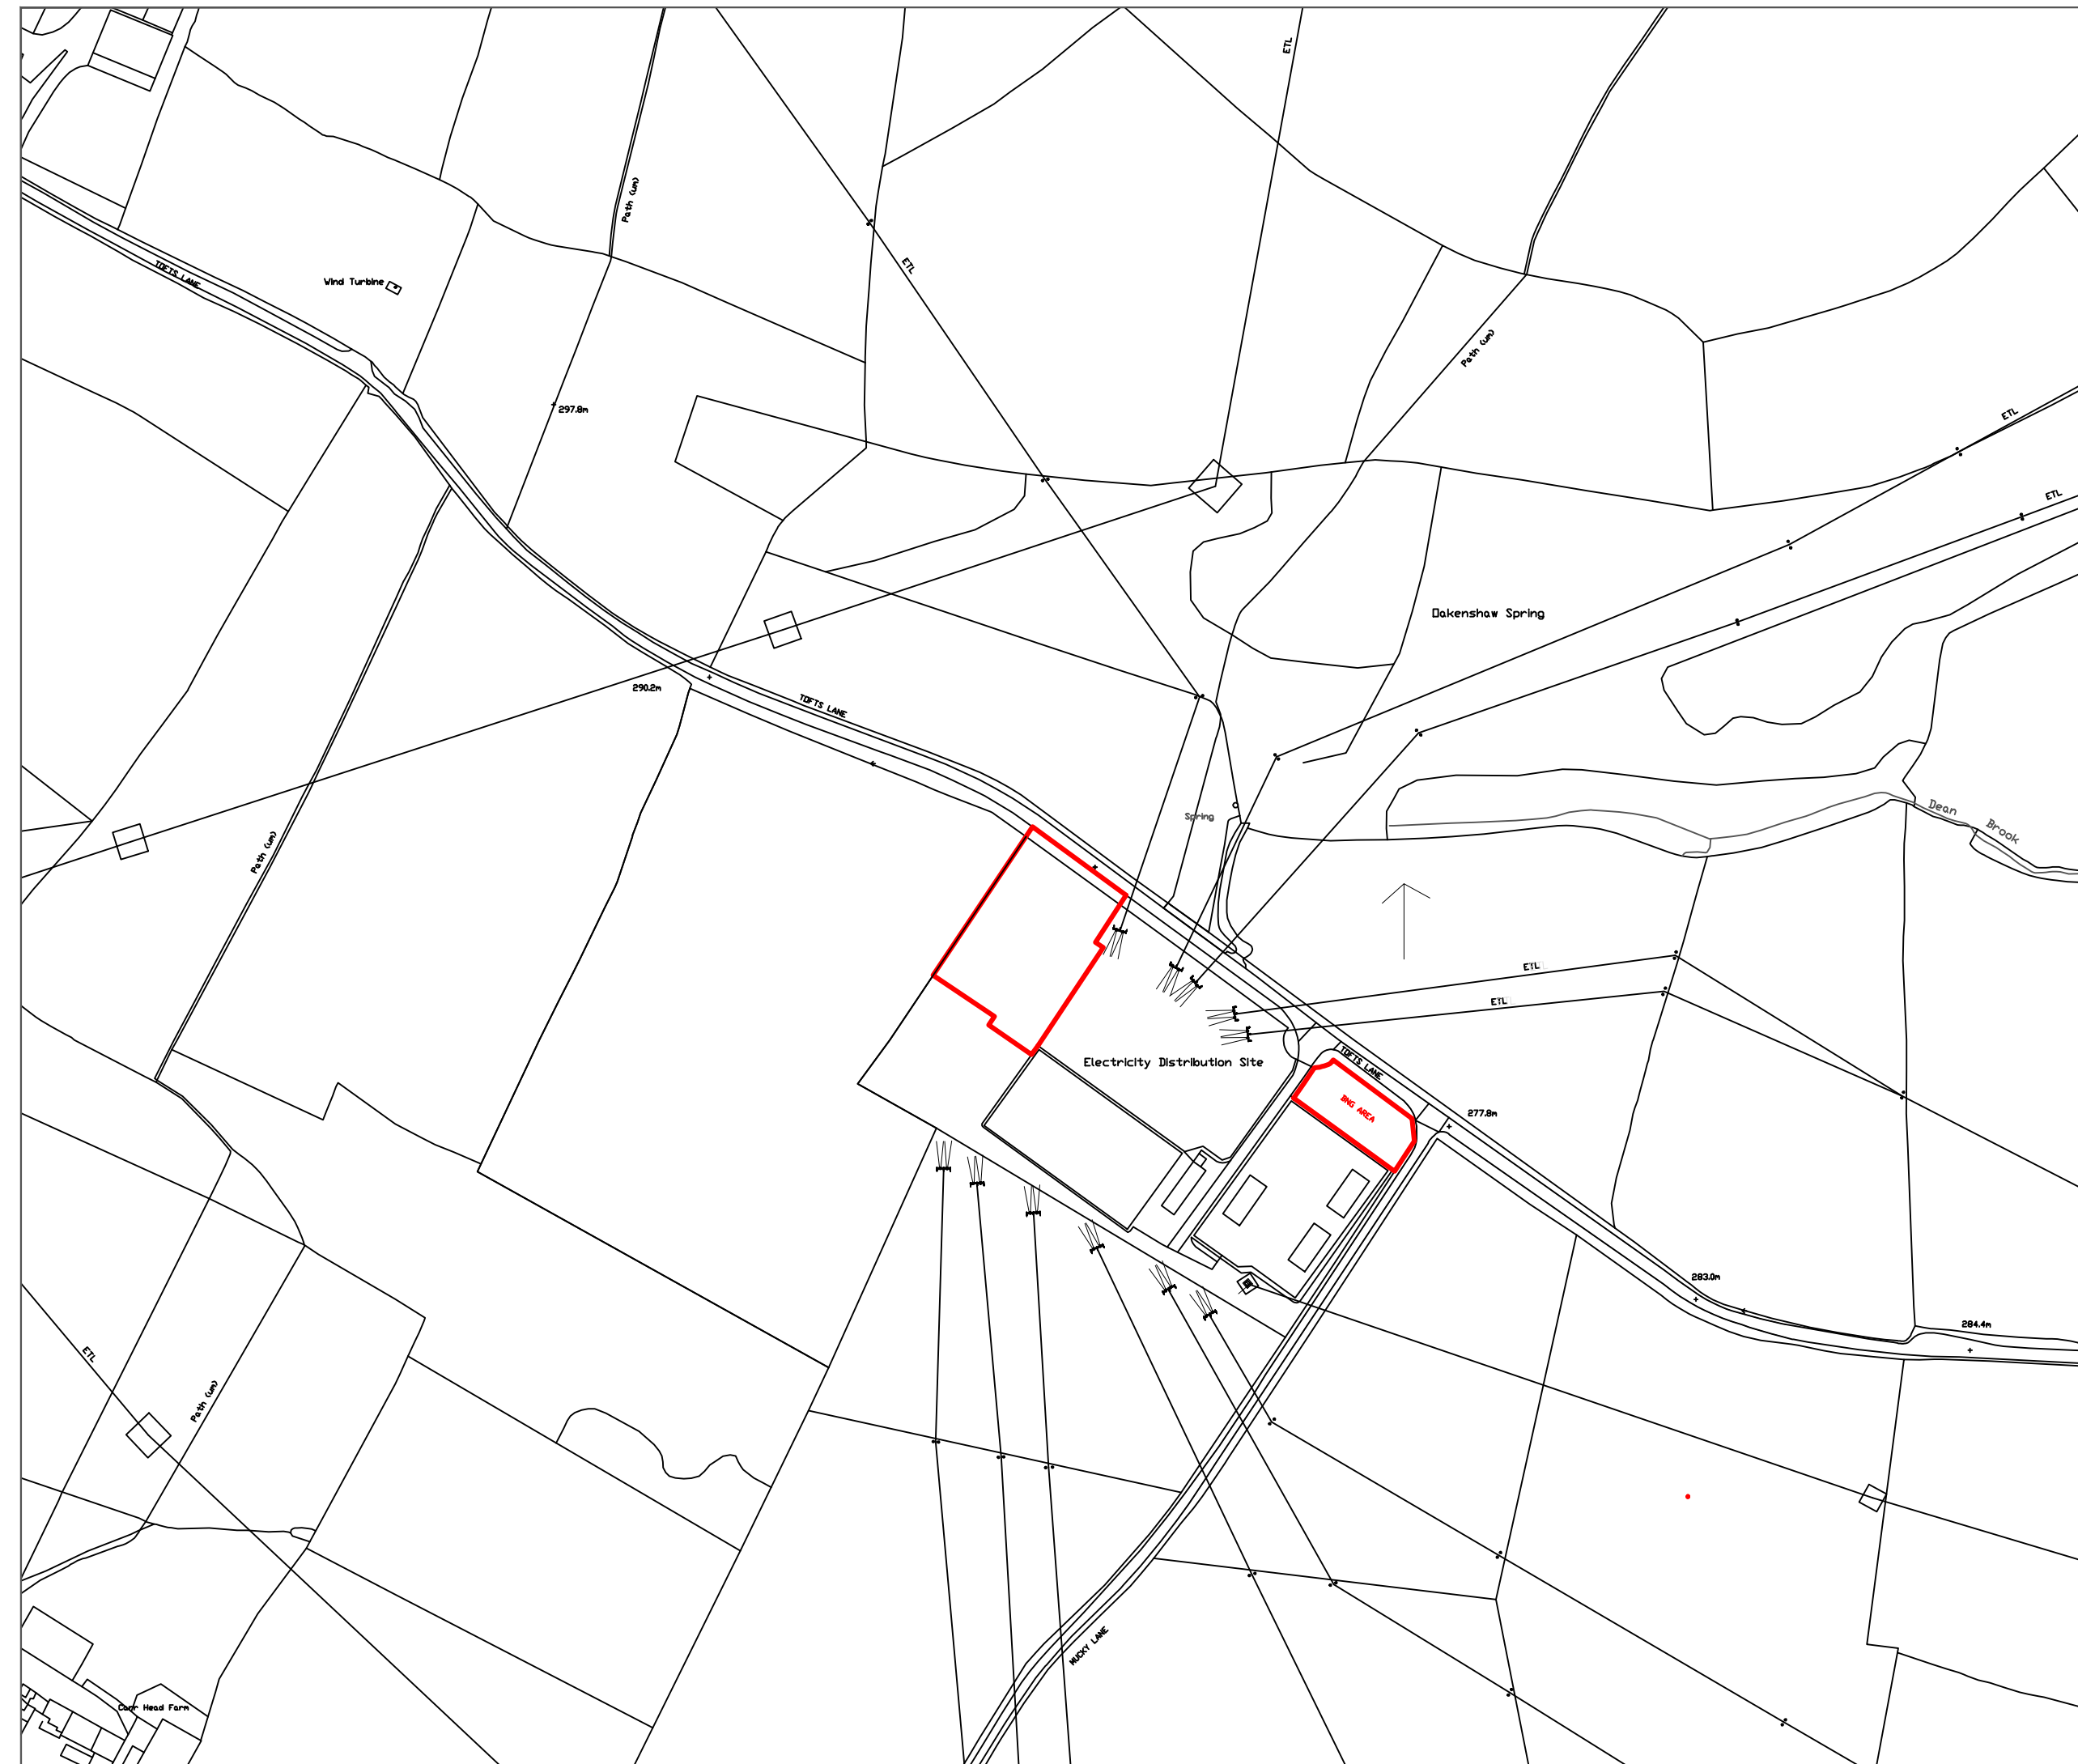 ETL
Path (um)
ETL
TOFTS LANE
Wind Turbine
Path (um)
297.8m
ETL
ETL
Oakenshaw Spring
290.2m
TOFTS LANE
Spring
Dean
Brook
Path (um)
ETL
ETL
Electricity Distribution Site
TOFTS LANE
BNG AREA
277.8m
283.0m
284.4m
ETL
Path (um)
MUCKY LANE
Carr Head Farm